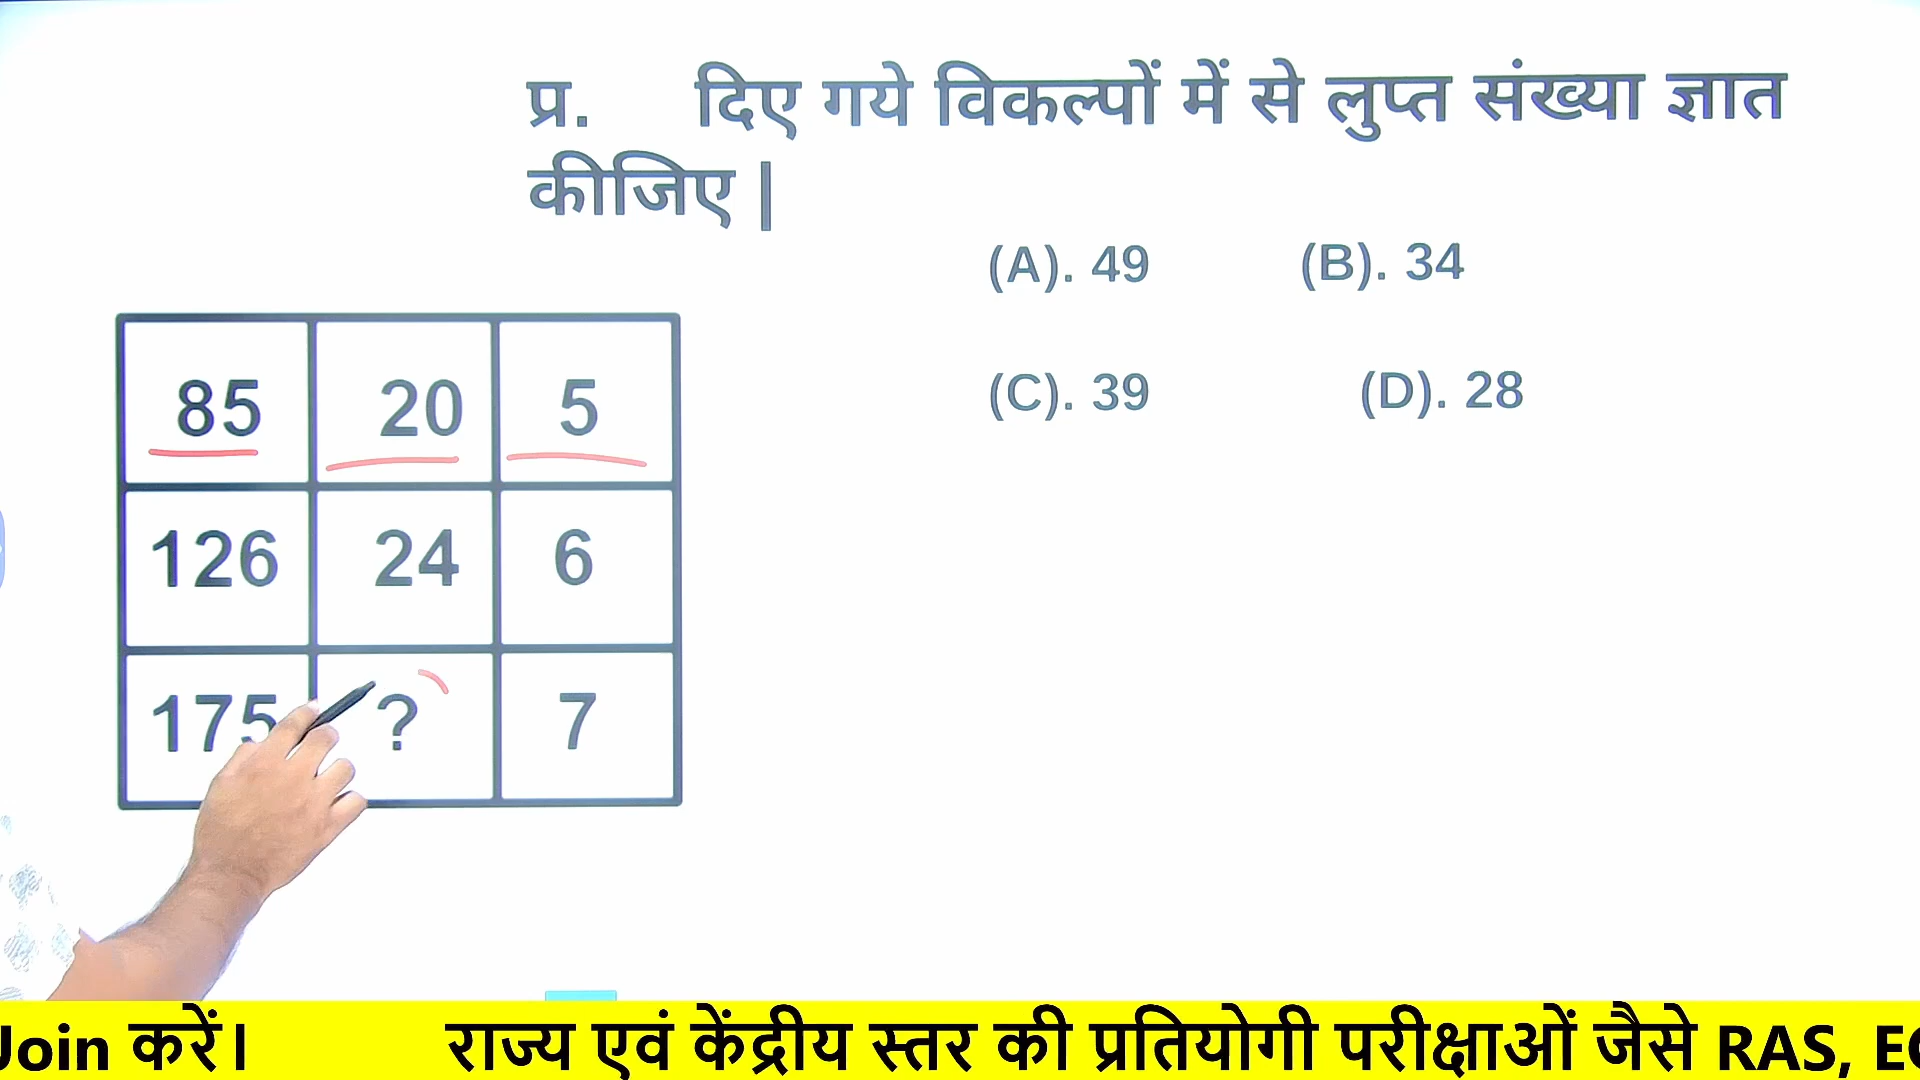 प्र. दिए गये विकल्पों में से लुप्त संख्या ज्ञात
कीजिए |
(A). 49 (B). 34
(C). 39 (D). 28
85 20 5
126 24 6
175 ? 7
Join करें। राज्य एवं केंद्रीय स्तर की प्रतियोगी परीक्षाओं जैसे RAS,